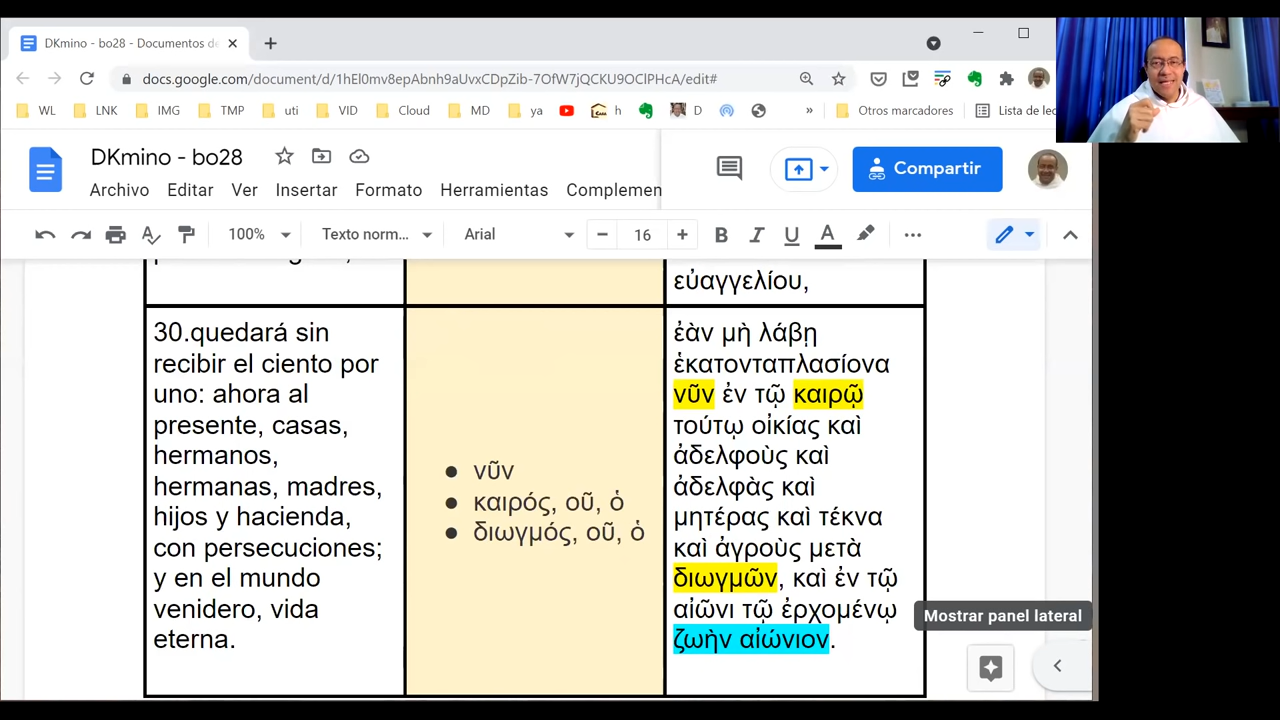 DKmino - bo28 - Documentos de
docs.google.com/document/d/1hEl0mv8epAbnh9aUvxCDpZib-7OfW7jQCKU9OCIPHcA/edit#
WL LNK IMG TMP uti VID Cloud MD ya h D » Otros marcadores Lista de lec
DKmino - bo28
Compartir
Archivo Editar Ver Insertar Formato Herramientas Complemen
100% Texto norm... Arial 16 B I U A
εὐαγγελίου,
30.quedará sin
recibir el ciento por
uno: ahora al
presente, casas,
hermanos,
hermanas, madres,
hijos y hacienda,
con persecuciones;
y en el mundo
venidero, vida
eterna.
● νῦν
● καιρός, οῦ, ὁ
● διωγμός, οῦ, ὁ
ἐὰν μὴ λάβῃ
ἑκατονταπλασίονα
νῦν ἐν τῷ καιρῷ
τούτῳ οἰκίας καὶ
ἀδελφοὺς καὶ
ἀδελφὰς καὶ
μητέρας καὶ τέκνα
καὶ ἀγροὺς μετὰ
διωγμῶν, καὶ ἐν τῷ
αἰῶνι τῷ ἐρχομένῳ
ζωὴν αἰώνιον.
Mostrar panel lateral